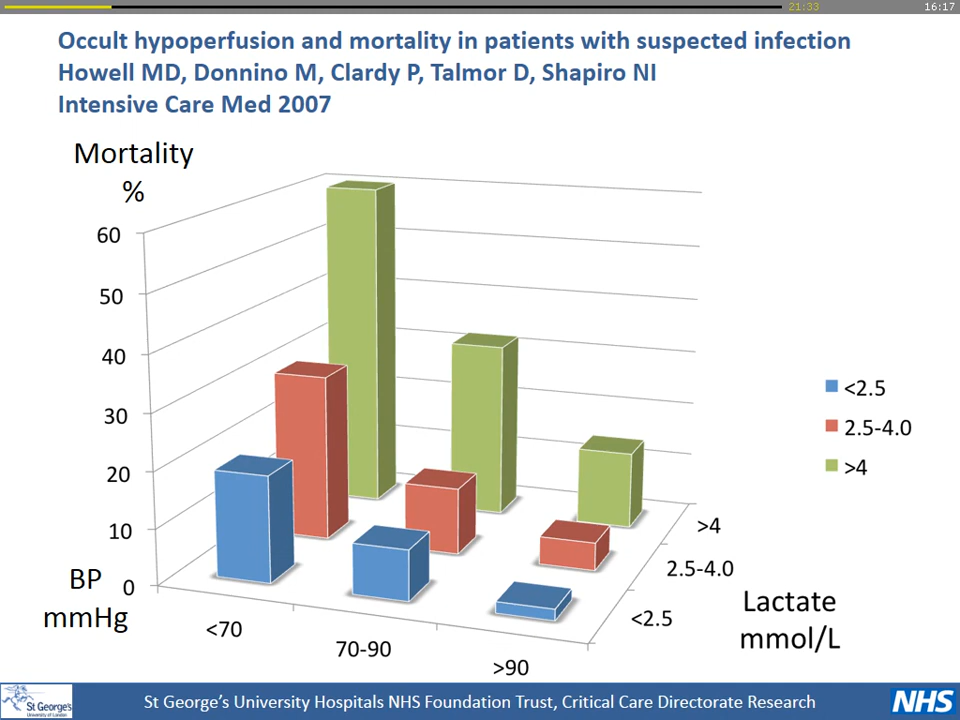 21:33
16:17
Occult hypoperfusion and mortality in patients with suspected infection
Howell MD, Donnino M, Clardy P, Talmor D, Shapiro NI
Intensive Care Med 2007
Mortality
%
60
50
40
30
20
10
0
BP
mmHg
<70
70-90
>90
<2.5
2.5-4.0
>4
Lactate
mmol/L
<2.5
2.5-4.0
>4
St George's
University of London
St George's University Hospitals NHS Foundation Trust, Critical Care Directorate Research
NHS